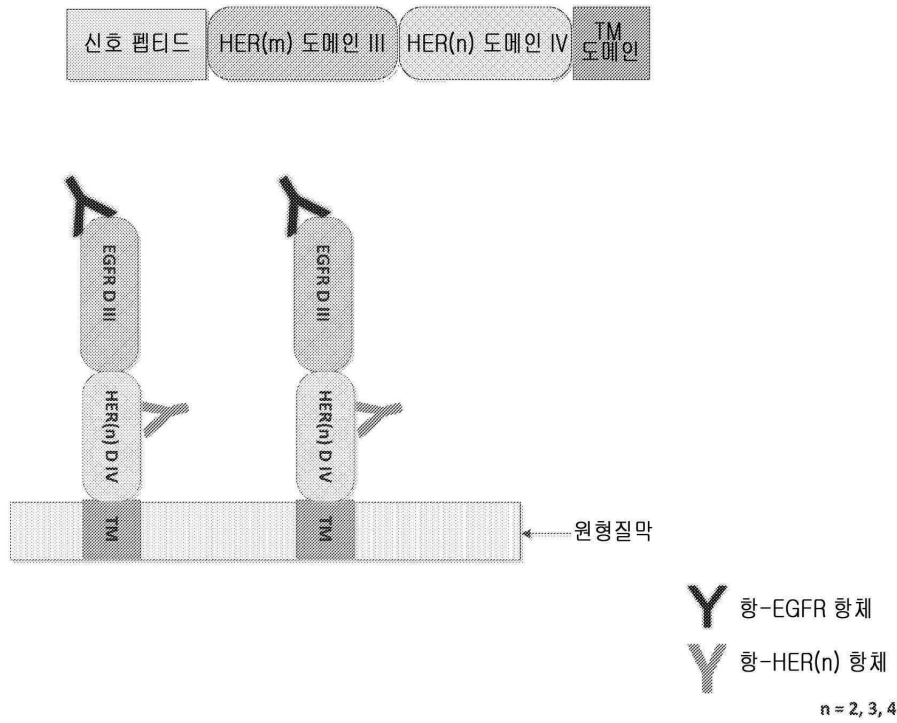 신호 펩티드
HER(m) 도메인 III
HER(n) 도메인 IV
TM
도메인
EGFR D III
EGFR D III
HER(n) D IV
HER(n) D IV
TM
TM
원형질막
항-EGFR 항체
항-HER(n) 항체
n = 2, 3, 4